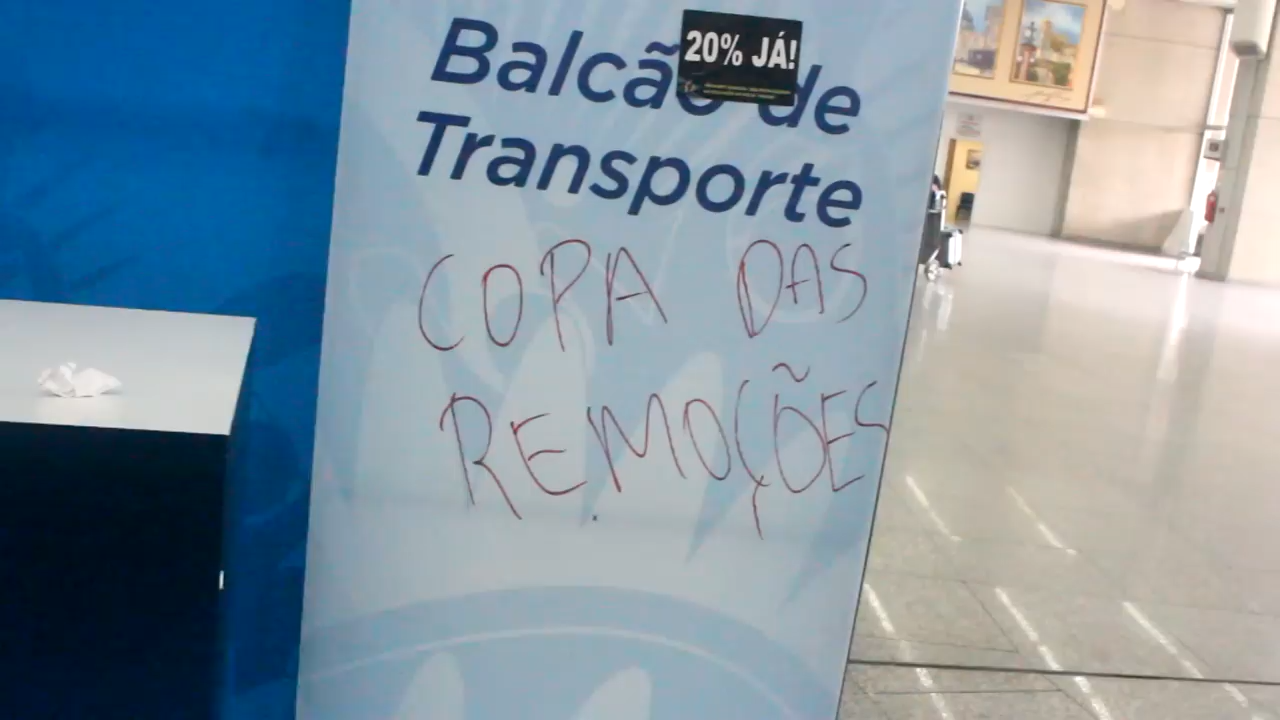 20% JÁ!
Balcão de
Transporte
COPA DAS
REMOÇÕES